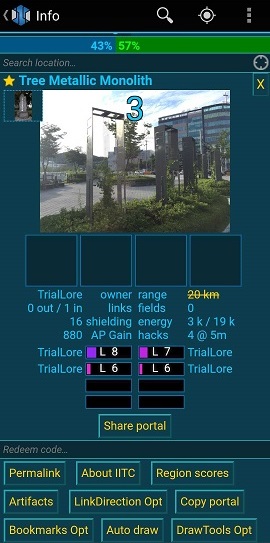 Info
43% 57%
Search location...
Tree Metallic Monolith
X
3
TrialLore owner range 20 km
0 out / 1 in links fields 0
16 shielding energy 3 k / 19 k
880 AP Gain hacks 4 @ 5m
TrialLore L 8 L 7 TrialLore
TrialLore L 6 L 6 TrialLore
Share portal
Redeem code...
Permalink About IITC Region scores
Artifacts LinkDirection Opt Copy portal
Bookmarks Opt Auto draw DrawTools Opt